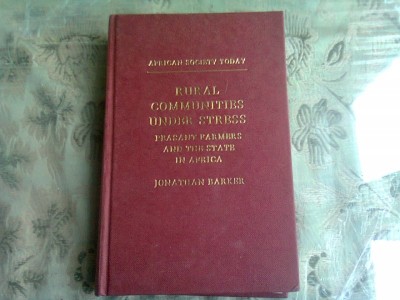 AFRICAN SOCIETY TODAY
RURAL
COMMUNITIES
UNDER STRESS
PEASANT FARMERS
AND THE STATE
IN AFRICA
JONATHAN BARKER